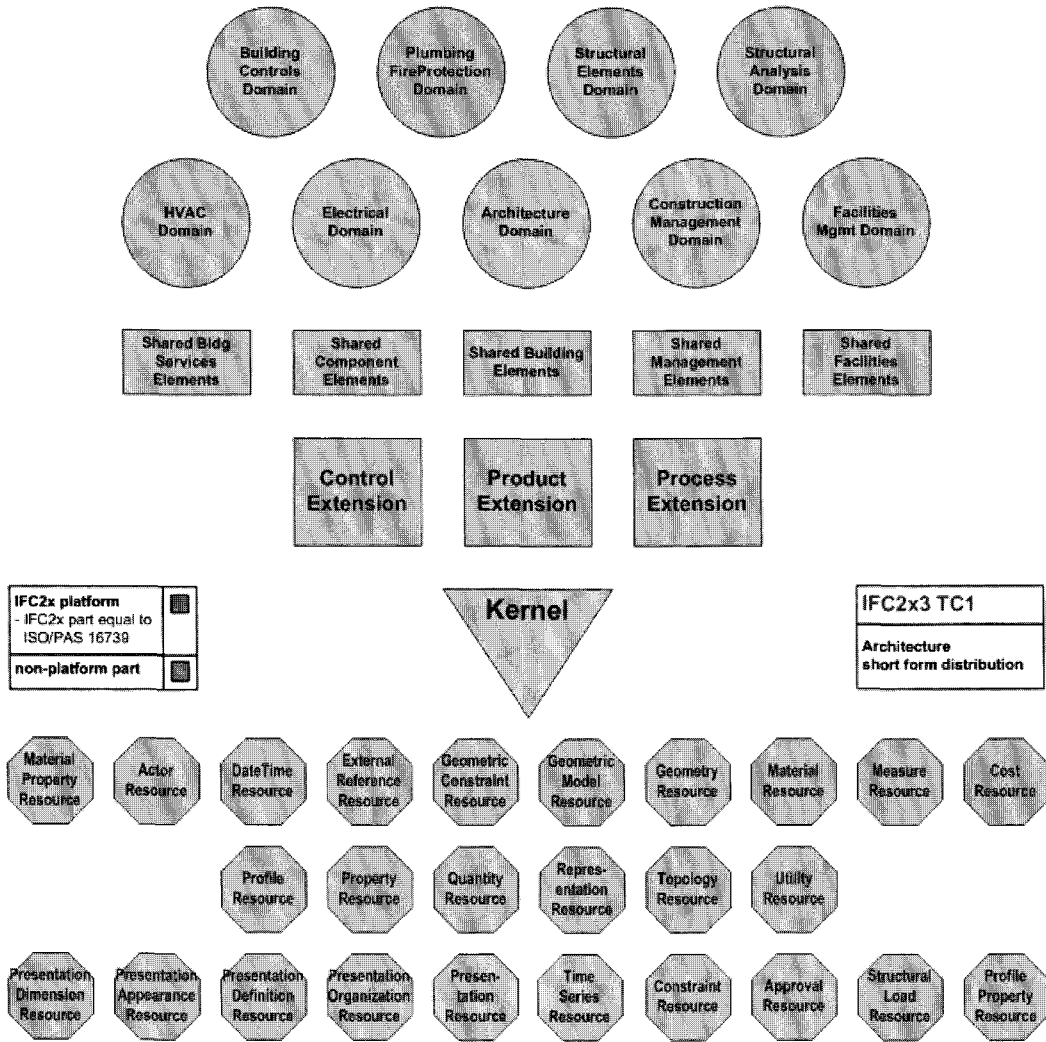 Building
Controls
Domain
Plumbing
FireProtection
Domain
Structural
Elements
Domain
Structural
Analysis
Domain
HVAC
Domain
Electrical
Domain
Architecture
Domain
Construction
Management
Domain
Facilities
Mgmt Domain
Shared Bldg
Services
Elements
Shared
Component
Elements
Shared Building
Elements
Shared
Management
Elements
Shared
Facilities
Elements
Control
Extension
Product
Extension
Process
Extension
IFC2x platform
- IFC2x part equal to
ISO/PAS 16739
non-platform part
Kernel
IFC2x3 TC1
Architecture
short form distribution
Material
Property
Resource
Actor
Resource
DateTime
Resource
External
Reference
Resource
Geometric
Constraint
Resource
Geometric
Model
Resource
Geometry
Resource
Material
Resource
Measure
Resource
Cost
Resource
Profile
Resource
Property
Resource
Quantity
Resource
Repres-
entation
Resource
Topology
Resource
Utility
Resource
Presentation
Dimension
Resource
Presentation
Appearance
Resource
Presentation
Definition
Resource
Presentation
Organization
Resource
Presen-
tation
Resource
Time
Series
Resource
Constraint
Resource
Approval
Resource
Structural
Load
Resource
Profile
Property
Resource